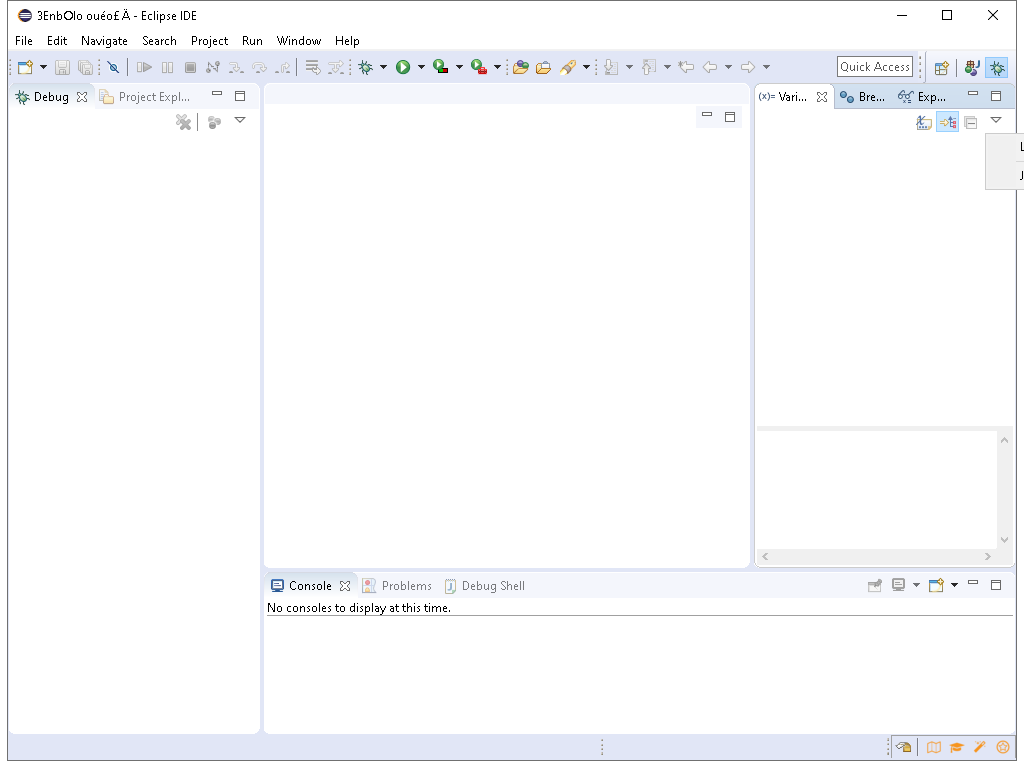 3EnbOlo ouéo£Ä - Eclipse IDE
File Edit Navigate Search Project Run Window Help
Quick Access
Debug Project Expl... (x)= Vari... Bre... Exp...
L
J
Console Problems Debug Shell
No consoles to display at this time.